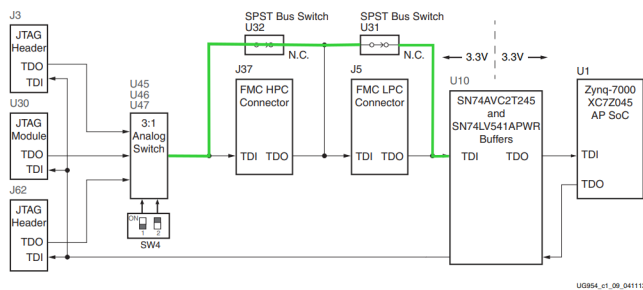 J3
JTAG
Header
TDO
TDI
U30
JTAG
Module
TDO
TDI
J62
JTAG
Header
TDO
TDI
U45
U46
U47
3:1
Analog
Switch
ON
1 2
SW4
SPST Bus Switch
U32
N.C.
J37
FMC HPC
Connector
TDI TDO
SPST Bus Switch
U31
N.C.
J5
FMC LPC
Connector
TDI TDO
3.3V 3.3V
U10
SN74AVC2T245
and
SN74LV541APWR
Buffers
TDI TDO
U1
Zynq-7000
XC7Z045
AP SoC
TDI
TDO